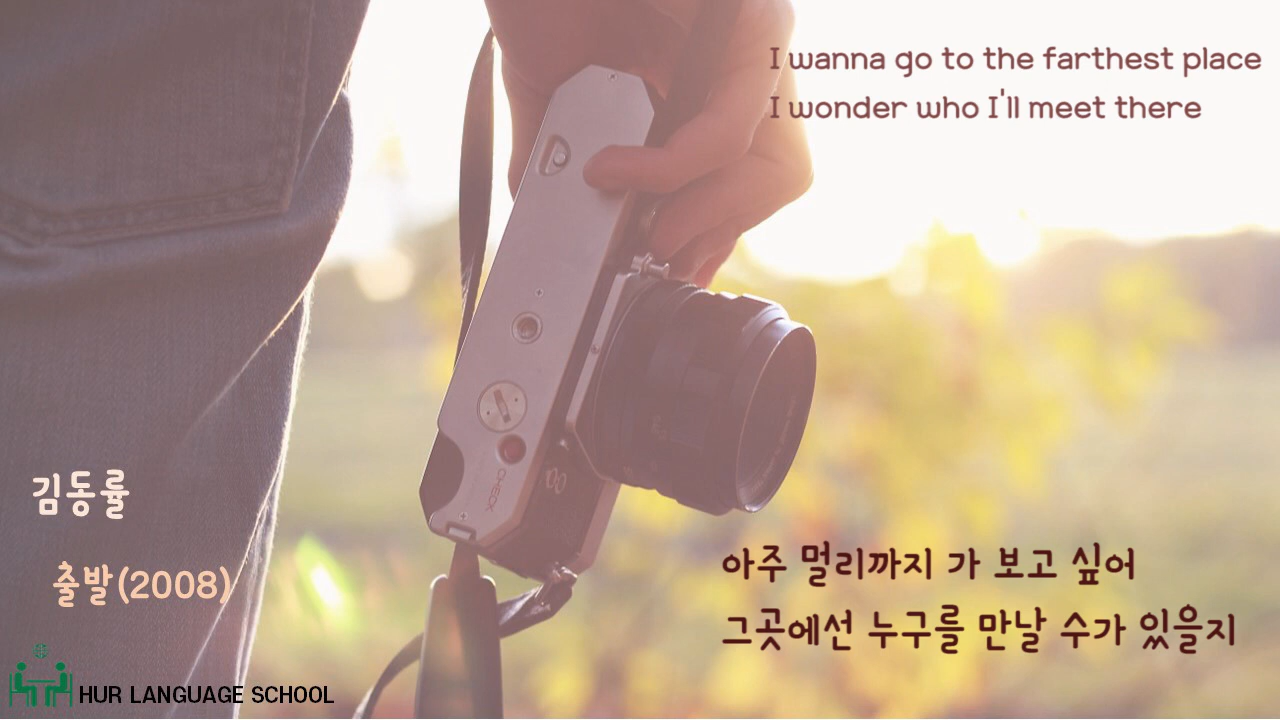 I wanna go to the farthest place
I wonder who I'll meet there
CHECK
김동률
출발(2008)
아주 멀리까지 가 보고 싶어
그곳에선 누구를 만날 수가 있을지
HUR LANGUAGE SCHOOL